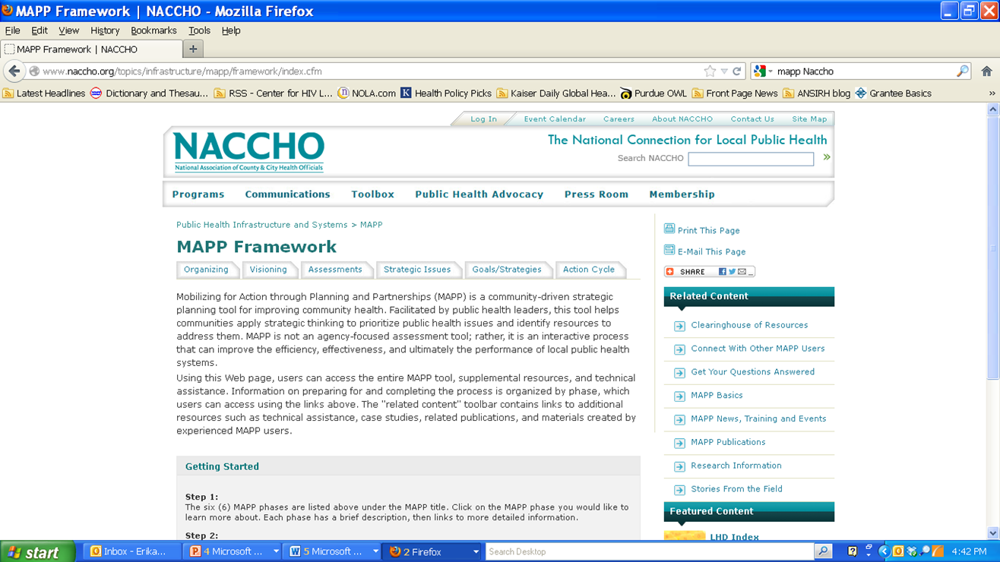 MAPP Framework | NACCHO - Mozilla Firefox
File Edit View History Bookmarks Tools Help
MAPP Framework | NACCHO
www.naccho.org/topics/infrastructure/mapp/framework/index.cfm
mapp Naccho
Latest Headlines Dictionary and Thesau... RSS - Center for HIV L... NOLA.com Health Policy Picks Kaiser Daily Global Hea... Purdue OWL Front Page News ANSIRH blog Grantee Basics »
Log In Event Calendar Careers About NACCHO Contact Us Site Map
NACCHO
National Association of County & City Health Officials
The National Connection for Local Public Health
Search NACCHO »
Programs Communications Toolbox Public Health Advocacy Press Room Membership
Public Health Infrastructure and Systems > MAPP
MAPP Framework
Organizing Visioning Assessments Strategic Issues Goals/Strategies Action Cycle
Mobilizing for Action through Planning and Partnerships (MAPP) is a community-driven strategic
planning tool for improving community health. Facilitated by public health leaders, this tool helps
communities apply strategic thinking to prioritize public health issues and identify resources to
address them. MAPP is not an agency-focused assessment tool; rather, it is an interactive process
that can improve the efficiency, effectiveness, and ultimately the performance of local public health
systems.
Using this Web page, users can access the entire MAPP tool, supplemental resources, and technical
assistance. Information on preparing for and completing the process is organized by phase, which
users can access using the links above. The "related content" toolbar contains links to additional
resources such as technical assistance, case studies, related publications, and materials created by
experienced MAPP users.
Getting Started
Step 1:
The six (6) MAPP phases are listed above under the MAPP title. Click on the MAPP phase you would like to
learn more about. Each phase has a brief description, then links to more detailed information.
Step 2:
Print This Page
E-Mail This Page
SHARE
Related Content
Clearinghouse of Resources
Connect With Other MAPP Users
Get Your Questions Answered
MAPP Basics
MAPP News, Training and Events
MAPP Publications
Research Information
Stories From the Field
Featured Content
LHD Index
start Inbox - Erika... 4 Microsoft ... 5 Microsoft ... 2 Firefox Search Desktop 4:42 PM